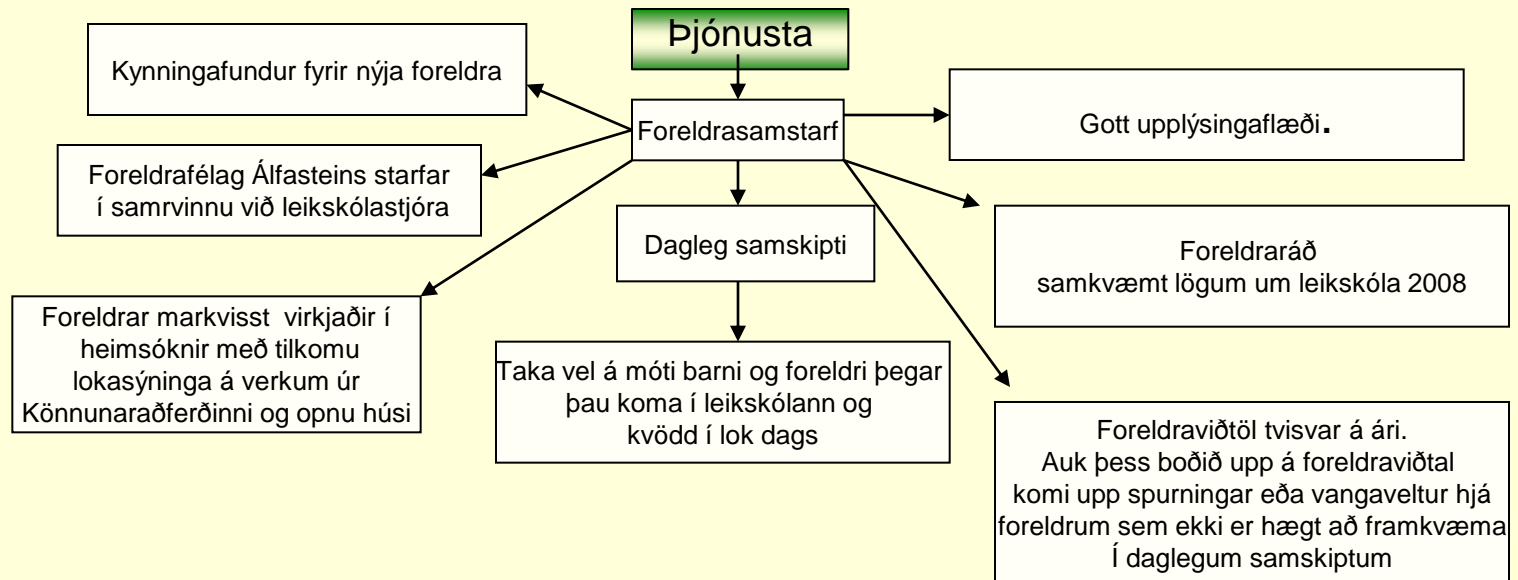 Þjónusta
Kynningafundur fyrir nýja foreldra
Foreldrasamstarf
Gott upplýsingaflæði.
Foreldrafélag Álfasteins starfar
í samrvinnu við leikskólastjóra
Dagleg samskipti
Foreldraráð
samkvæmt lögum um leikskóla 2008
Foreldrar markvisst virkjaðir í
heimsóknir með tilkomu
lokasýninga á verkum úr
Könnunaraðferðinni og opnu húsi
Taka vel á móti barni og foreldri þegar
þau koma í leikskólann og
kvödd í lok dags
Foreldraviðtöl tvisvar á ári.
Auk þess boðið upp á foreldraviðtal
komi upp spurningar eða vangaveltur hjá
foreldrum sem ekki er hægt að framkvæma
Í daglegum samskiptum